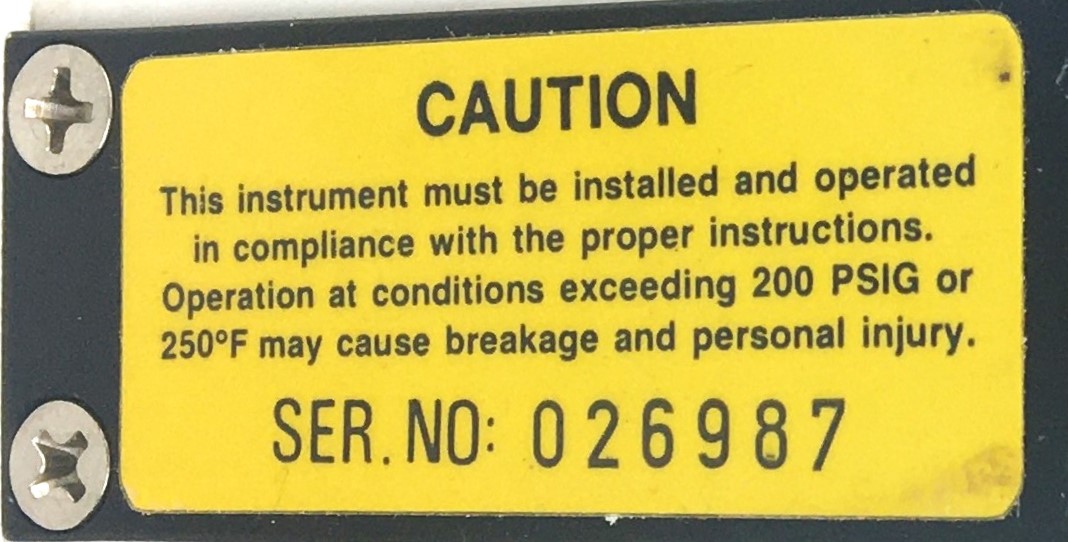 CAUTION
This instrument must be installed and operated
in compliance with the proper instructions.
Operation at conditions exceeding 200 PSIG or
250°F may cause breakage and personal injury.
SER. NO: 026987